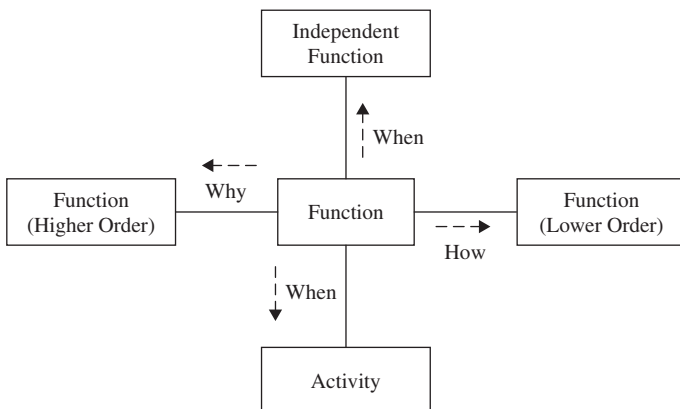 Independent
Function
When
Why
Function
(Higher Order)
Function
Function
(Lower Order)
How
When
Activity